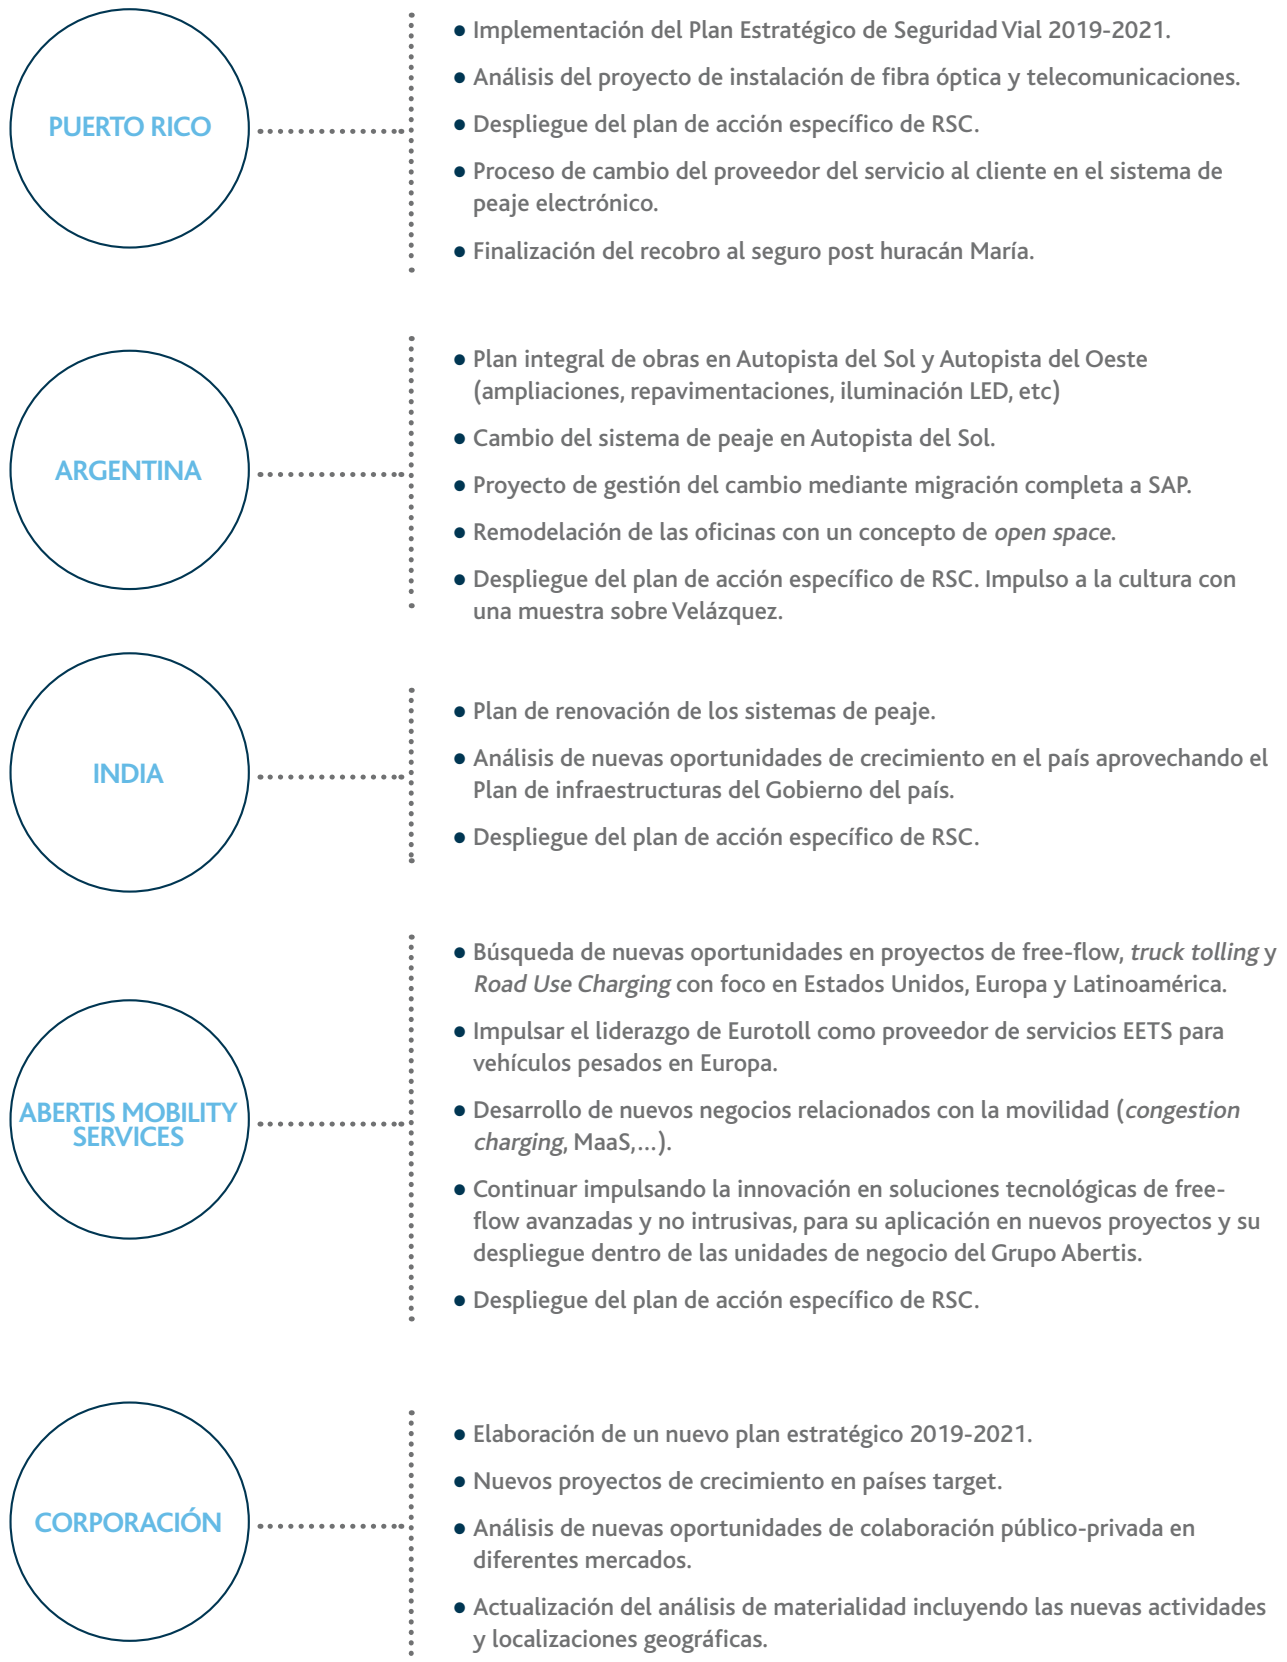 PUERTO RICO
● Implementación del Plan Estratégico de Seguridad Vial 2019-2021.
● Análisis del proyecto de instalación de fibra óptica y telecomunicaciones.
● Despliegue del plan de acción específico de RSC.
● Proceso de cambio del proveedor del servicio al cliente en el sistema de
peaje electrónico.
● Finalización del recobro al seguro post huracán María.
ARGENTINA
● Plan integral de obras en Autopista del Sol y Autopista del Oeste
(ampliaciones, repavimentaciones, iluminación LED, etc)
● Cambio del sistema de peaje en Autopista del Sol.
● Proyecto de gestión del cambio mediante migración completa a SAP.
● Remodelación de las oficinas con un concepto de open space.
● Despliegue del plan de acción específico de RSC. Impulso a la cultura con
una muestra sobre Velázquez.
INDIA
● Plan de renovación de los sistemas de peaje.
● Análisis de nuevas oportunidades de crecimiento en el país aprovechando el
Plan de infraestructuras del Gobierno del país.
● Despliegue del plan de acción específico de RSC.
ABERTIS MOBILITY
SERVICES
● Búsqueda de nuevas oportunidades en proyectos de free-flow, truck tolling y
Road Use Charging con foco en Estados Unidos, Europa y Latinoamérica.
● Impulsar el liderazgo de Eurotoll como proveedor de servicios EETS para
vehículos pesados en Europa.
● Desarrollo de nuevos negocios relacionados con la movilidad (congestion
charging, MaaS,...).
● Continuar impulsando la innovación en soluciones tecnológicas de free-
flow avanzadas y no intrusivas, para su aplicación en nuevos proyectos y su
despliegue dentro de las unidades de negocio del Grupo Abertis.
● Despliegue del plan de acción específico de RSC.
CORPORACIÓN
● Elaboración de un nuevo plan estratégico 2019-2021.
● Nuevos proyectos de crecimiento en países target.
● Análisis de nuevas oportunidades de colaboración público-privada en
diferentes mercados.
● Actualización del análisis de materialidad incluyendo las nuevas actividades
y localizaciones geográficas.